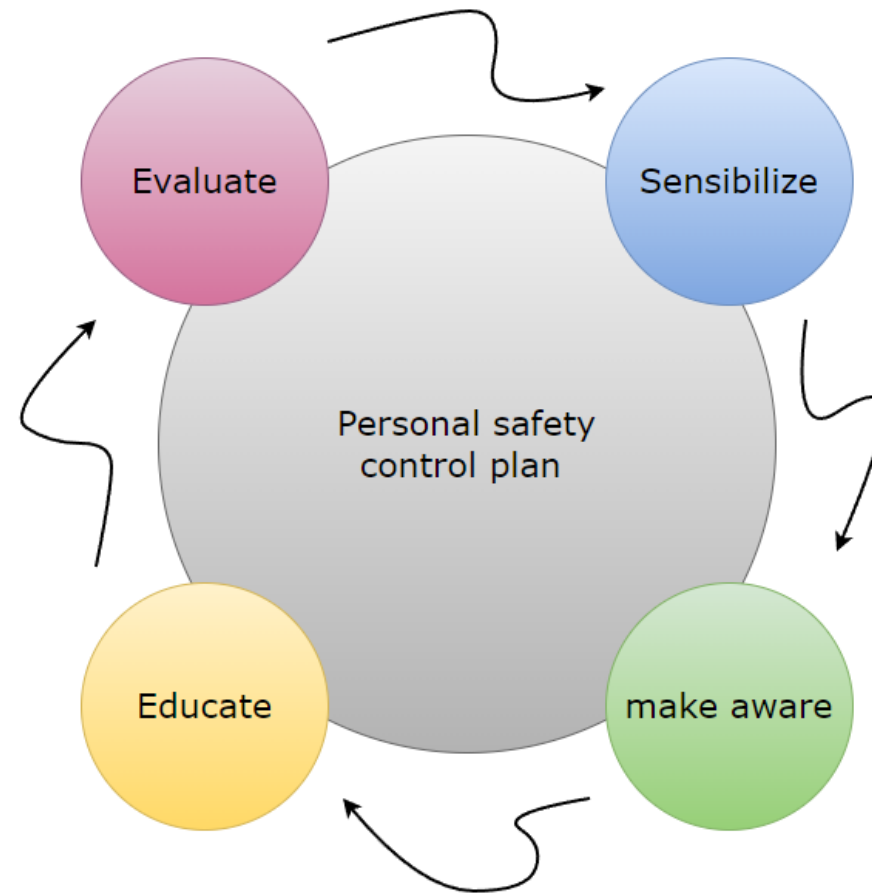 Evaluate
Sensibilize
Personal safety
control plan
Educate
make aware